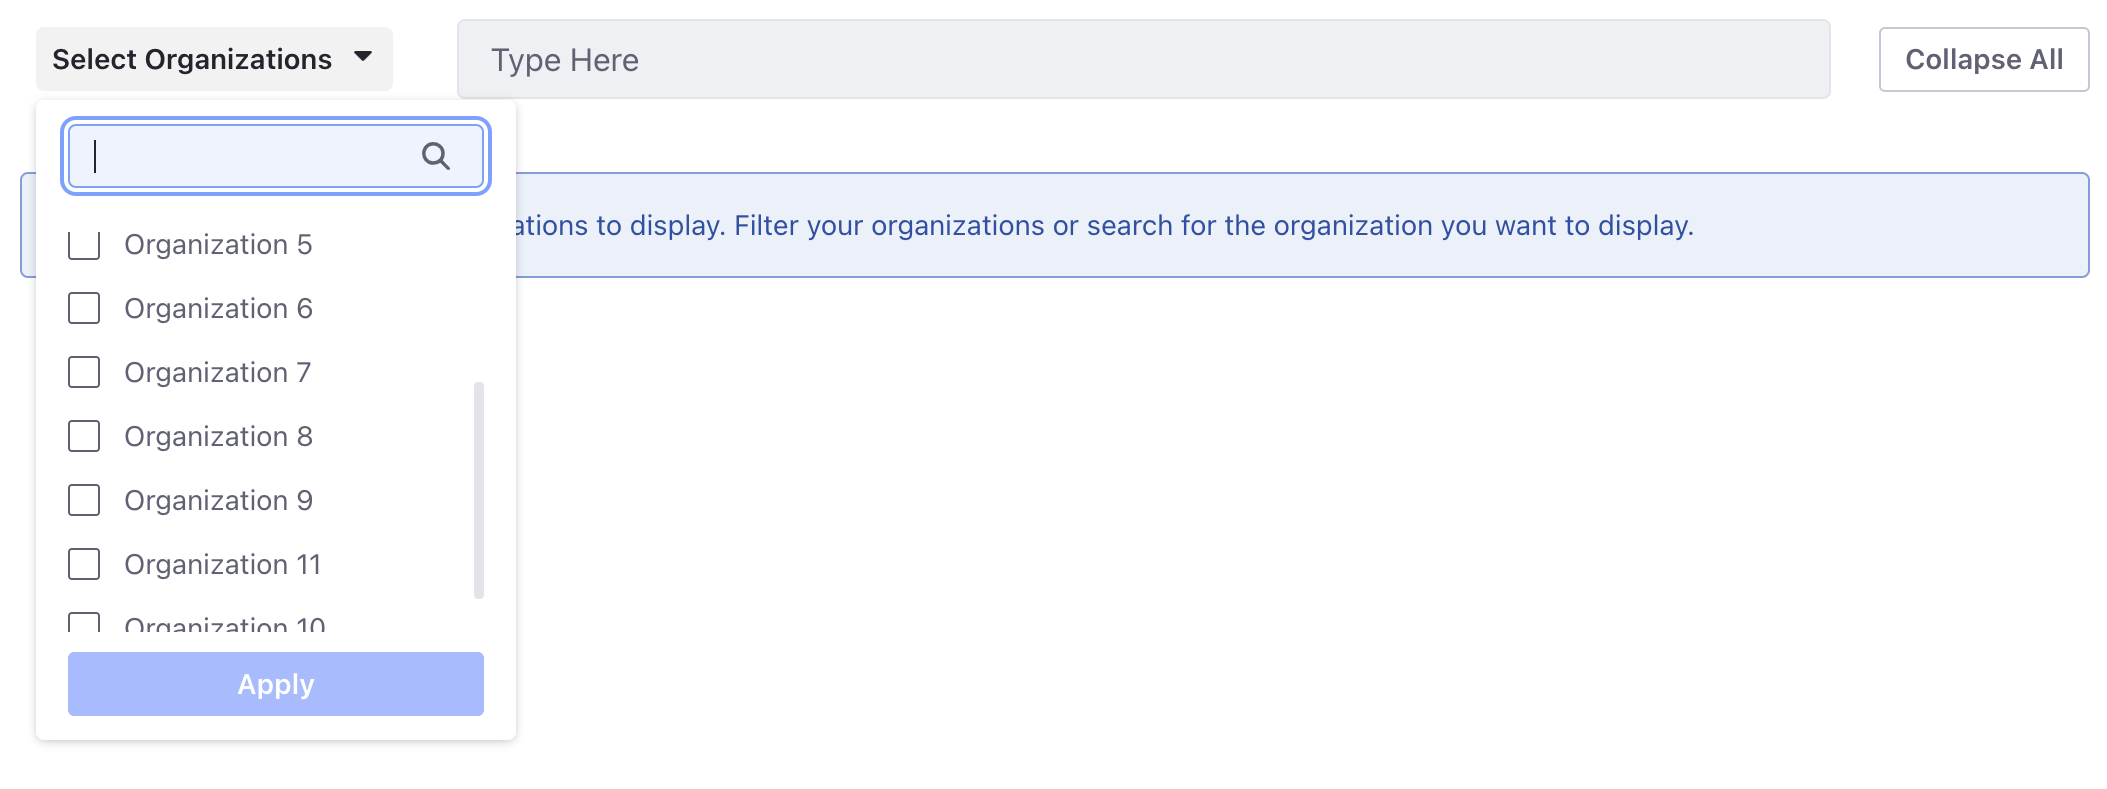 Select Organizations
Type Here
Collapse All
to display. Filter your organizations or search for the organization you want to display.
Organization 5
Organization 6
Organization 7
Organization 8
Organization 9
Organization 11
Organization 10
Apply